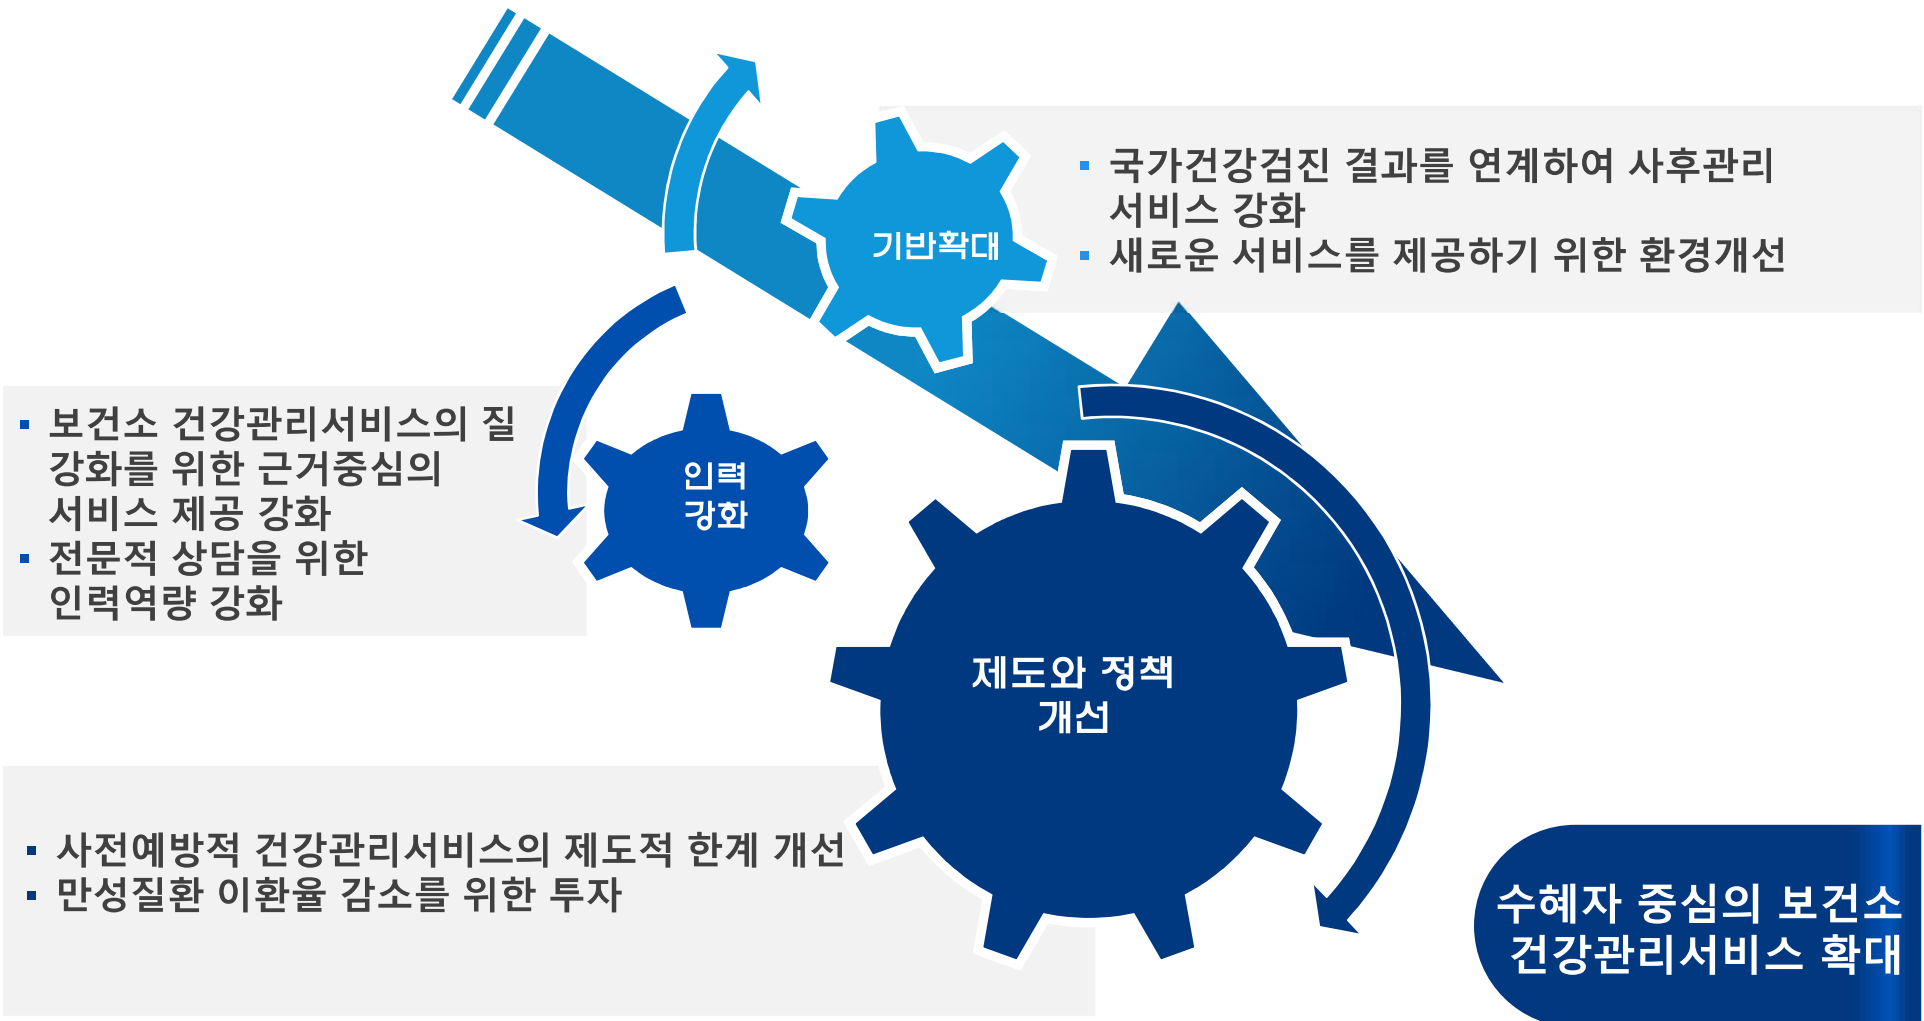 기반확대
▪ 국가건강검진 결과를 연계하여 사후관리
서비스 강화
▪ 새로운 서비스를 제공하기 위한 환경개선
▪ 보건소 건강관리서비스의 질
강화를 위한 근거중심의
서비스 제공 강화
▪ 전문적 상담을 위한
인력역량 강화
인력
강화
제도와 정책
개선
▪ 사전예방적 건강관리서비스의 제도적 한계 개선
▪ 만성질환 이환율 감소를 위한 투자
수혜자 중심의 보건소
건강관리서비스 확대